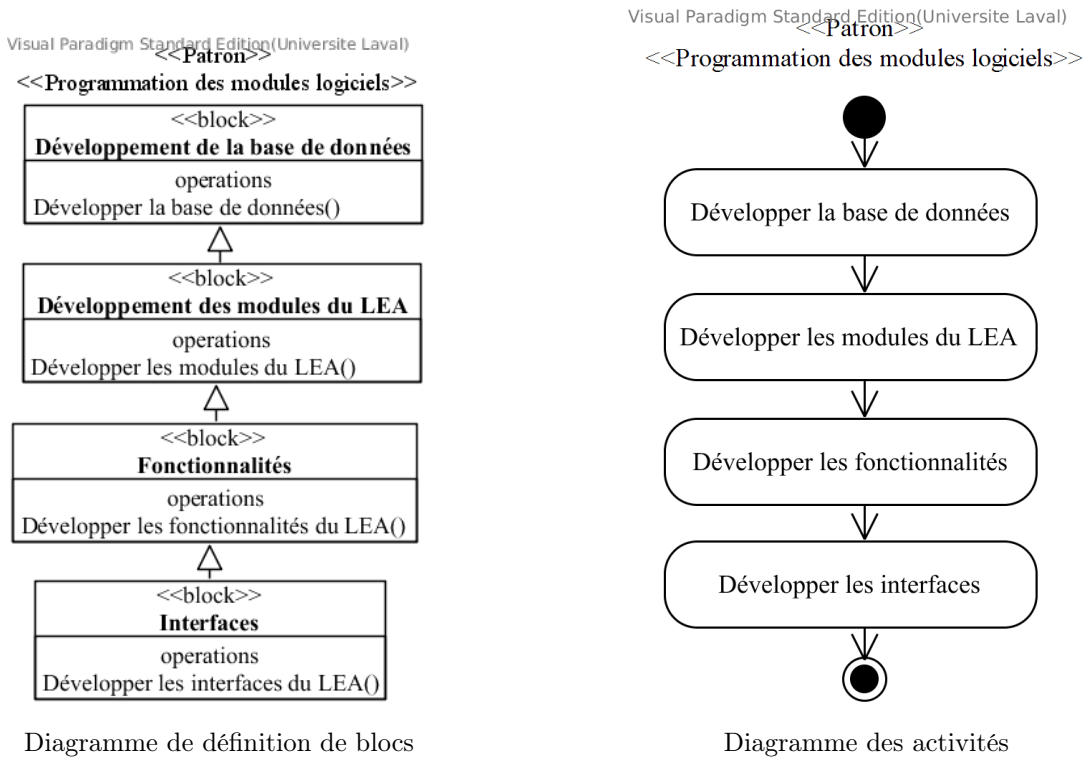 Visual Paradigm Standard Edition(Universite Laval)
<<Patron>>
<<Programmation des modules logiciels>>
<<block>>
Développement de la base de données
operations
Développer la base de données()
<<block>>
Développement des modules du LEA
operations
Développer les modules du LEA()
<<block>>
Fonctionnalités
operations
Développer les fonctionnalités du LEA()
<<block>>
Interfaces
operations
Développer les interfaces du LEA()
Diagramme de définition de blocs
Visual Paradigm Standard Edition(Universite Laval)
<<Patron>>
<<Programmation des modules logiciels>>
Développer la base de données
Développer les modules du LEA
Développer les fonctionnalités
Développer les interfaces
Diagramme des activités